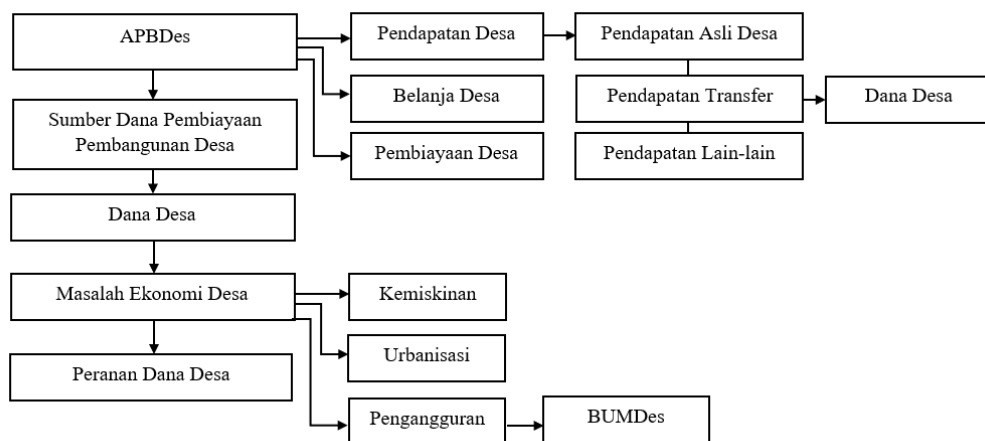 APBDes
Pendapatan Desa
Pendapatan Asli Desa
Belanja Desa
Pendapatan Transfer
Dana Desa
Sumber Dana Pembiayaan
Pembangunan Desa
Pembiayaan Desa
Pendapatan Lain-lain
Dana Desa
Masalah Ekonomi Desa
Kemiskinan
Urbanisasi
Peranan Dana Desa
Pengangguran
BUMDes